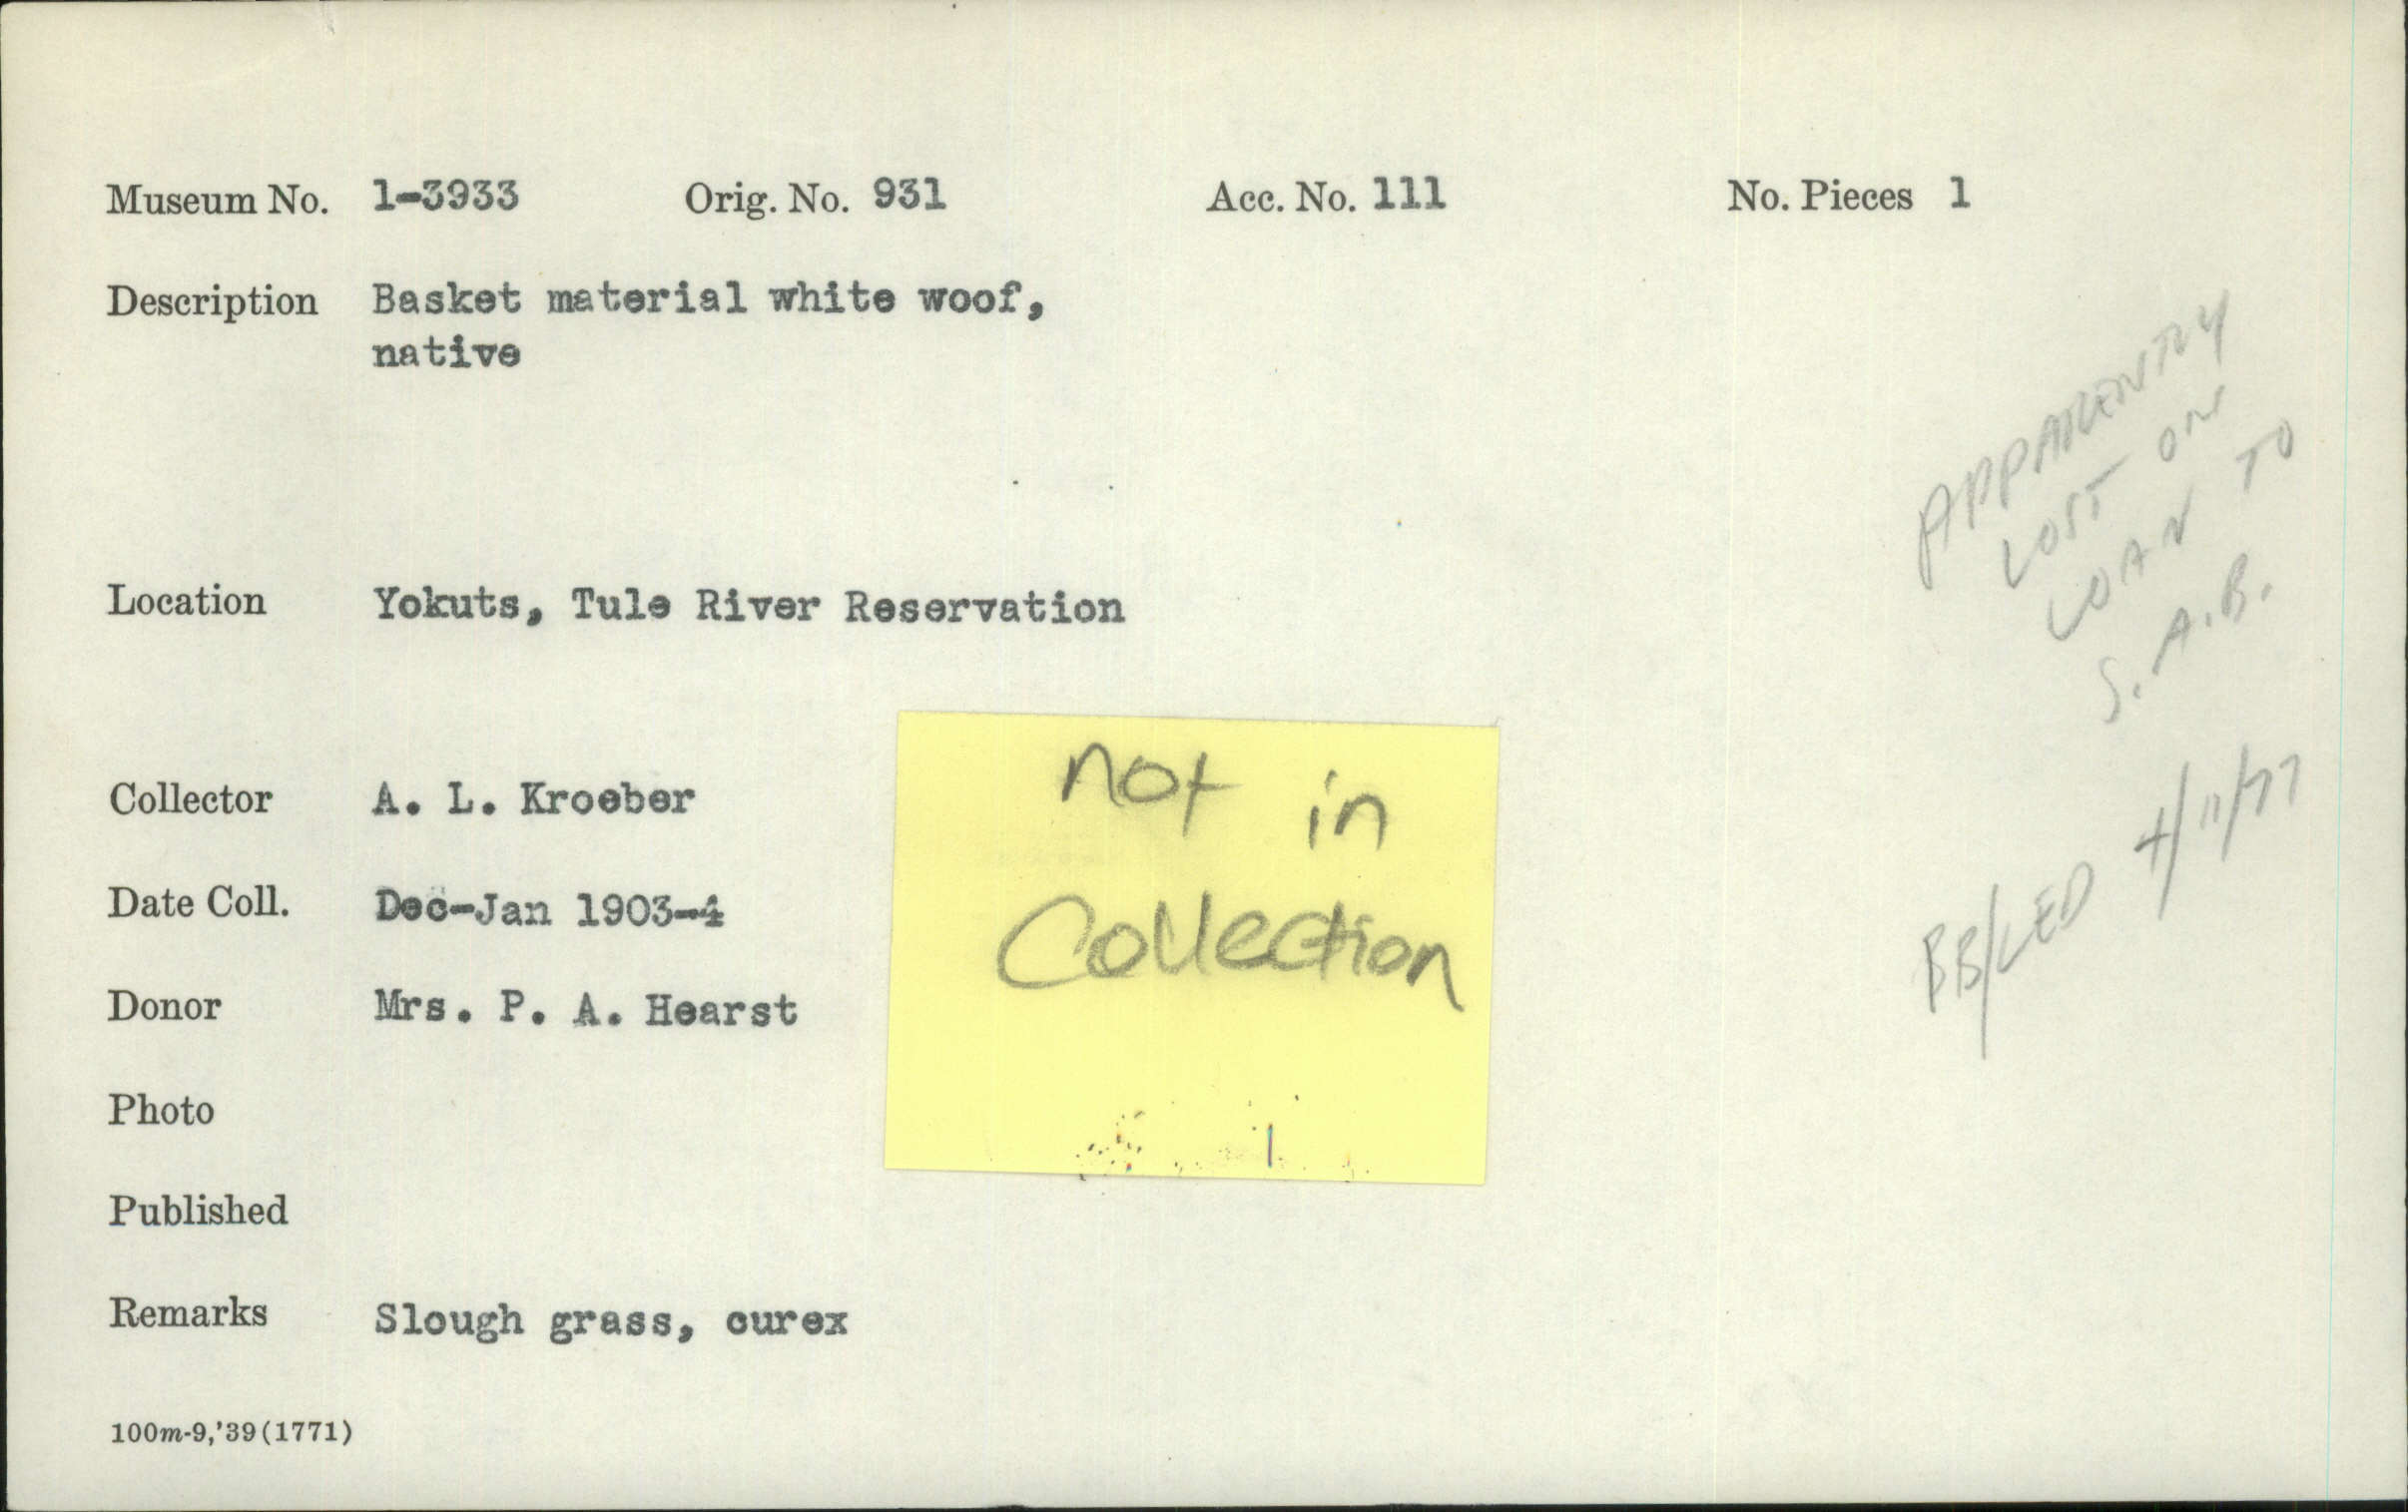 Museum No. 1-3933 Orig. No. 931 Acc. No. 111 No. Pieces 1
Description Basket material white woof,
native
APPARENTLY
LOST ON
LOAN TO
S. A. B.
Location Yokuts, Tule River Reservation
BB/LED 4/11/77
not in
Collection
Collector A. L. Kroeber
Date Coll. Dec-Jan 1903-4
Donor Mrs. P. A. Hearst
Photo
Published
Remarks Slough grass, curex
100m-9,'39(1771)